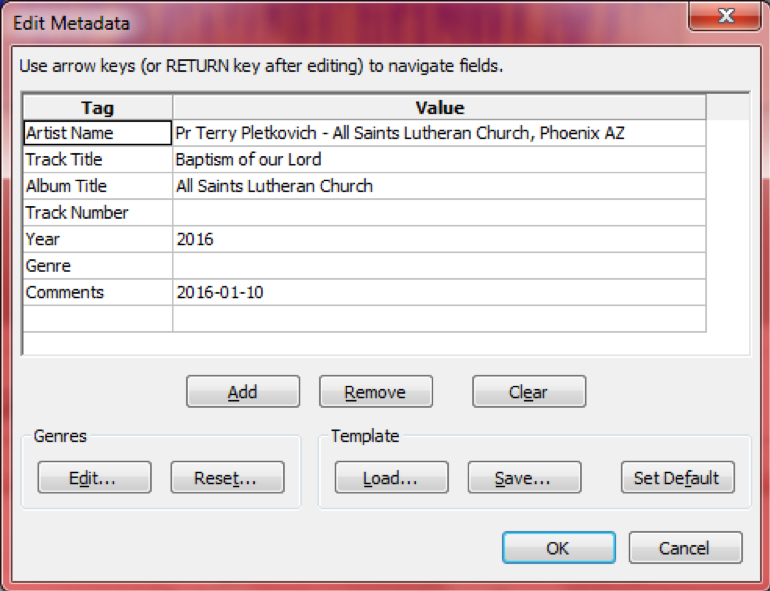 Edit Metadata
X
Use arrow keys (or RETURN key after editing) to navigate fields.
Tag Value
Artist Name Pr Terry Pletkovich - All Saints Lutheran Church, Phoenix AZ
Track Title Baptism of our Lord
Album Title All Saints Lutheran Church
Track Number
Year 2016
Genre
Comments 2016-01-10
Add Remove Clear
Genres Template
Edit... Reset... Load... Save... Set Default
OK Cancel